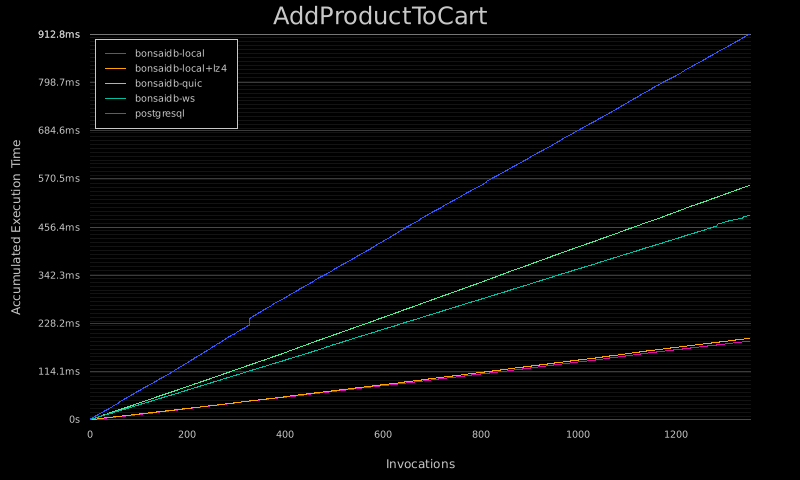 AddProductToCart
912.8ms
798.7ms
684.6ms
570.5ms
456.4ms
342.3ms
228.2ms
114.1ms
0s
Accumulated Execution Time
bonsaidb-local
bonsaidb-local+lz4
bonsaidb-quic
bonsaidb-ws
postgresql
0 200 400 600 800 1000 1200
Invocations